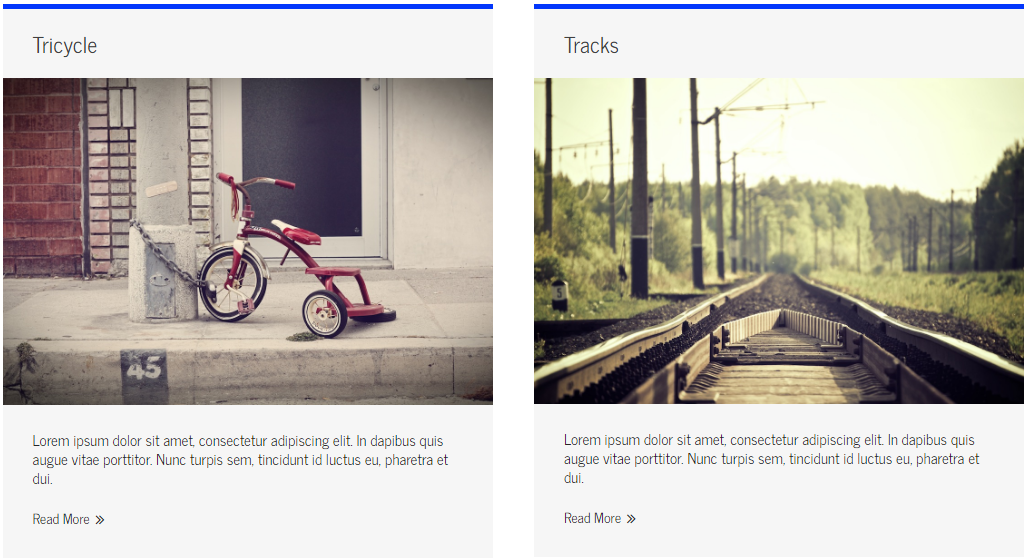 Tricycle
45
Lorem ipsum dolor sit amet, consectetur adipiscing elit. In dapibus quis
augue vitae porttitor. Nunc turpis sem, tincidunt id luctus eu, pharetra et
dui.
Read More »
Tracks
Lorem ipsum dolor sit amet, consectetur adipiscing elit. In dapibus quis
augue vitae porttitor. Nunc turpis sem, tincidunt id luctus eu, pharetra et
dui.
Read More »